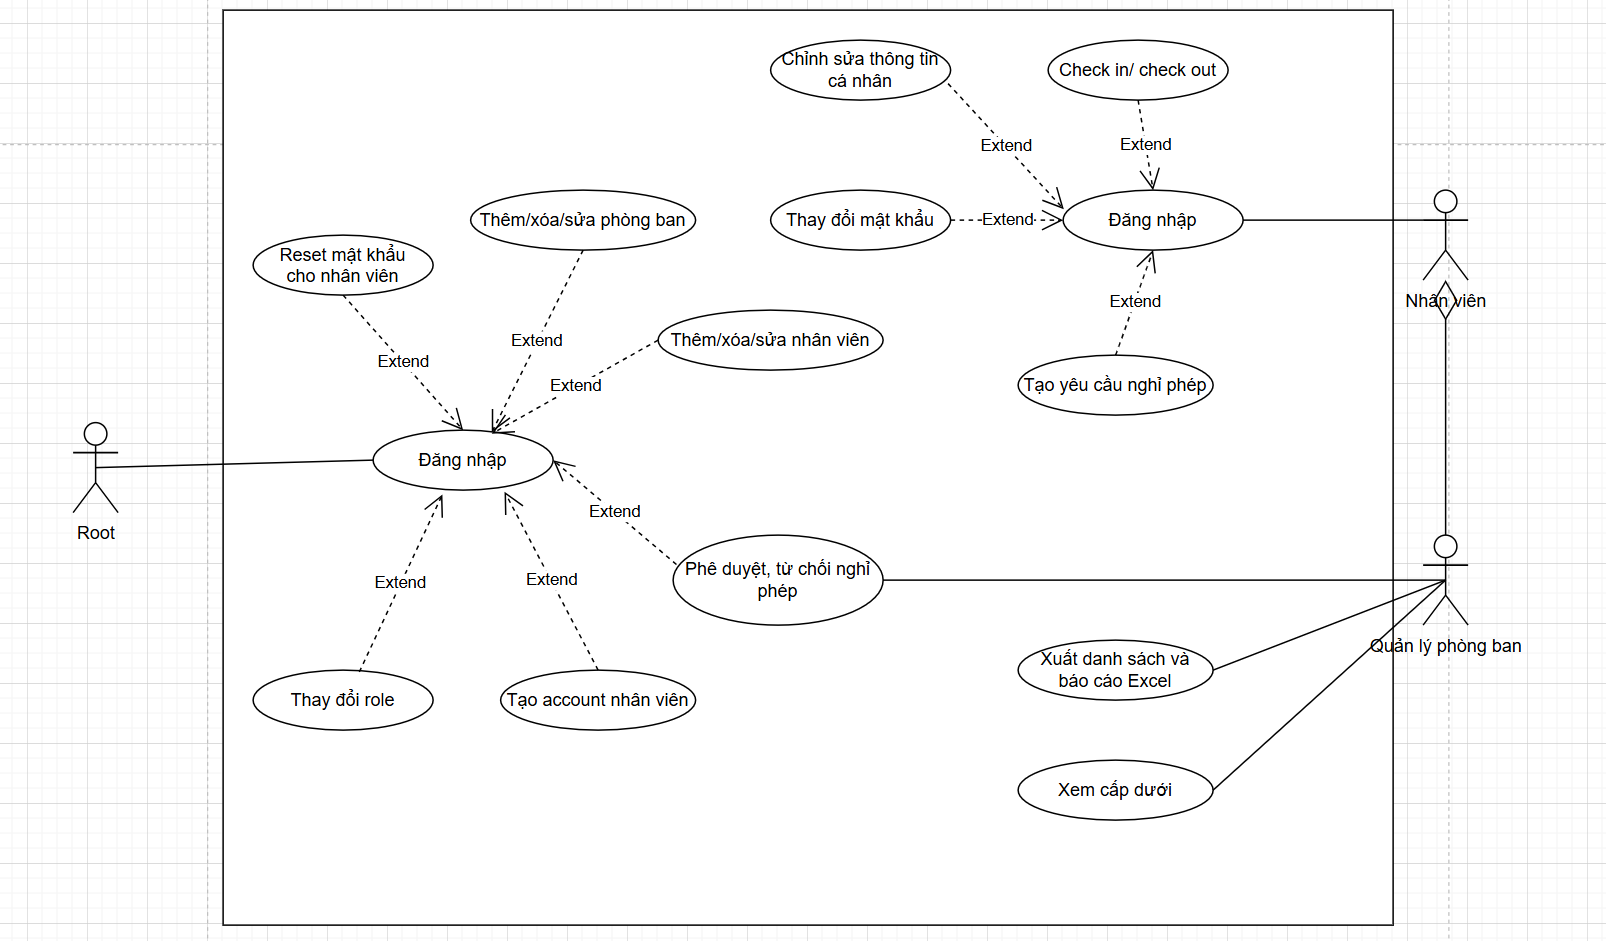 Chỉnh sửa thông tin
cá nhân
Check in/ check out
Extend
Extend
Thêm/xóa/sửa phòng ban
Thay đổi mật khẩu
Extend
Đăng nhập
Reset mật khẩu
cho nhân viên
Extend
Nhân viên
Extend
Thêm/xóa/sửa nhân viên
Extend
Extend
Tạo yêu cầu nghỉ phép
Đăng nhập
Extend
Root
Phê duyệt, từ chối nghỉ
phép
Extend
Extend
Quản lý phòng ban
Xuất danh sách và
báo cáo Excel
Thay đổi role
Tạo account nhân viên
Xem cấp dưới